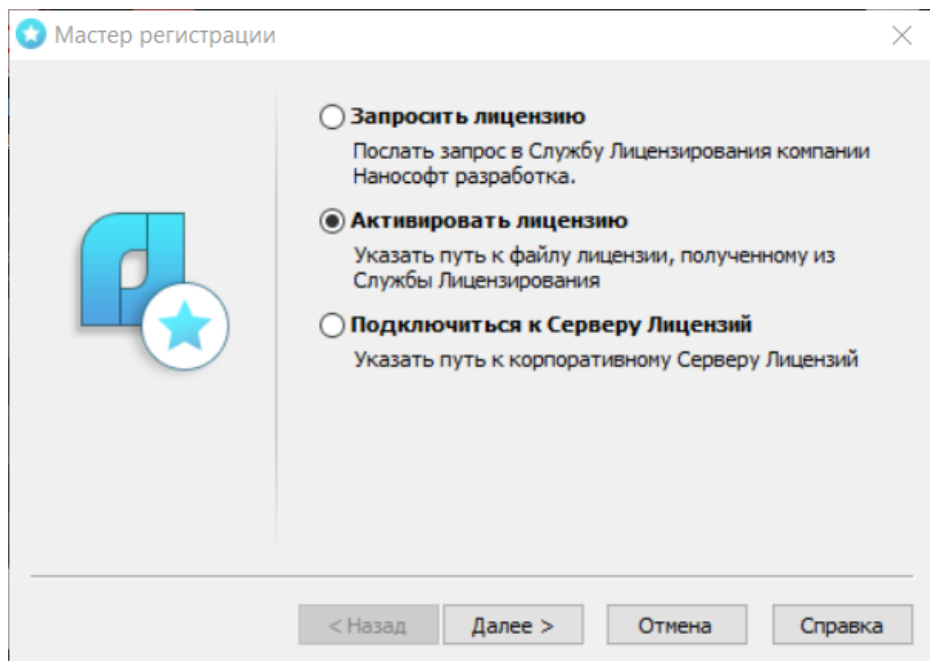 Мастер регистрации
Запросить лицензию
Послать запрос в Службу Лицензирования компании
Нанософт разработка.
Активировать лицензию
Указать путь к файлу лицензии, полученному из
Службы Лицензирования
Подключиться к Серверу Лицензий
Указать путь к корпоративному Серверу Лицензий
< Назад Далее > Отмена Справка